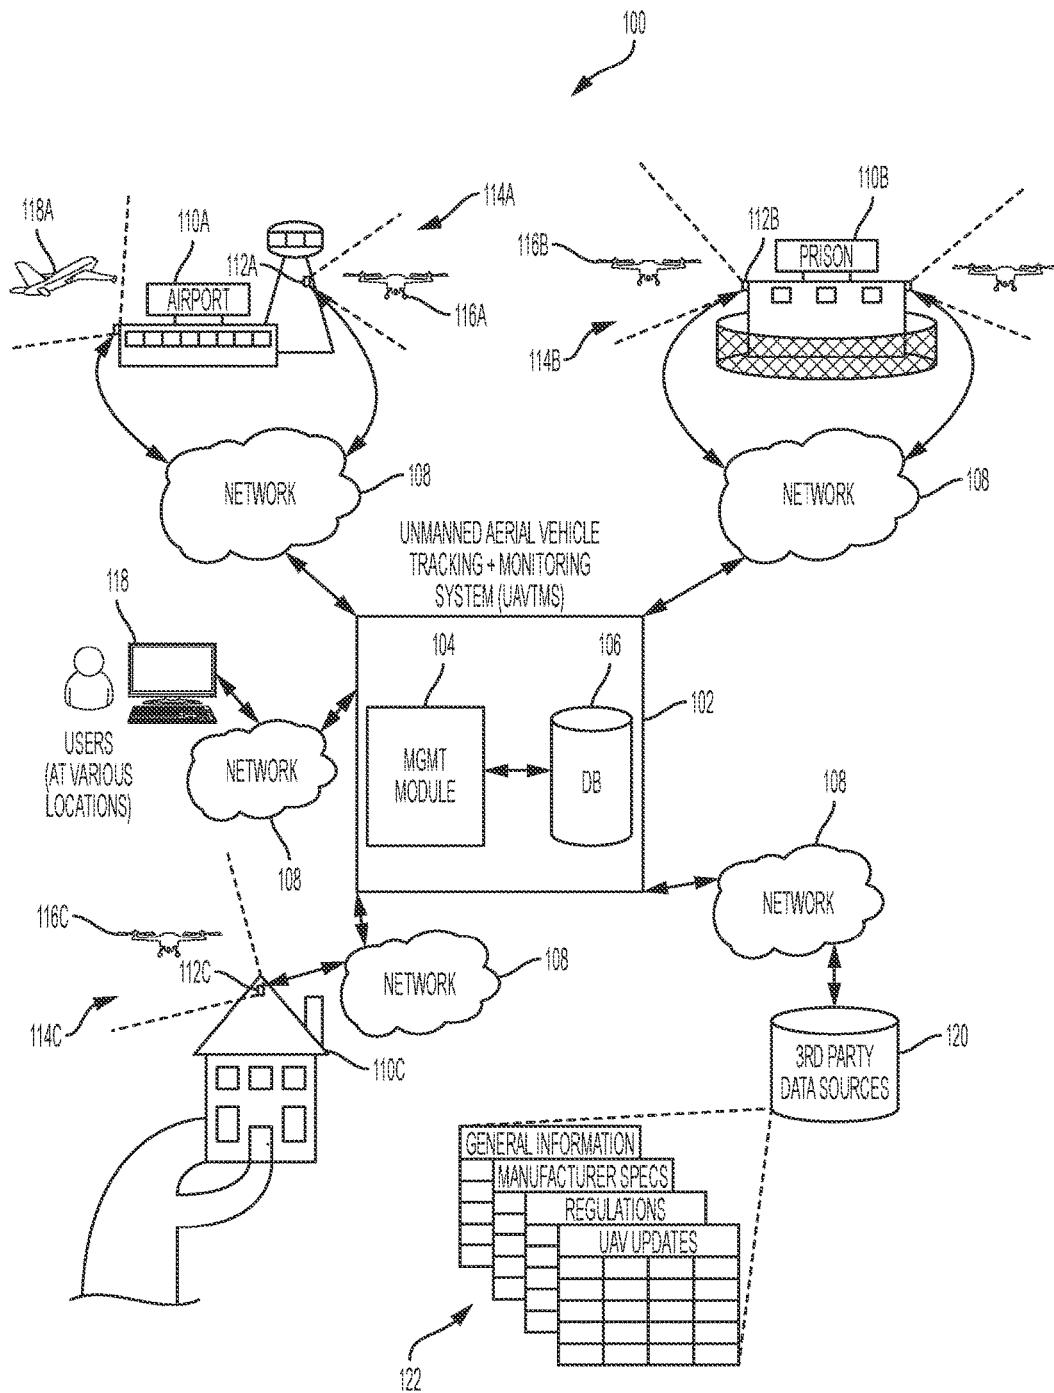 100
118A
110A
112A
114A
116A
AIRPORT
116B
112B
110B
PRISON
114B
NETWORK
108
NETWORK
108
UNMANNED AERIAL VEHICLE
TRACKING + MONITORING
SYSTEM (UAVTMS)
118
USERS
(AT VARIOUS
LOCATIONS)
NETWORK
108
104
MGMT
MODULE
106
DB
102
108
NETWORK
116C
112C
114C
NETWORK
108
110C
3RD PARTY
DATA SOURCES
120
GENERAL INFORMATION
MANUFACTURER SPECS
REGULATIONS
UAV UPDATES
122